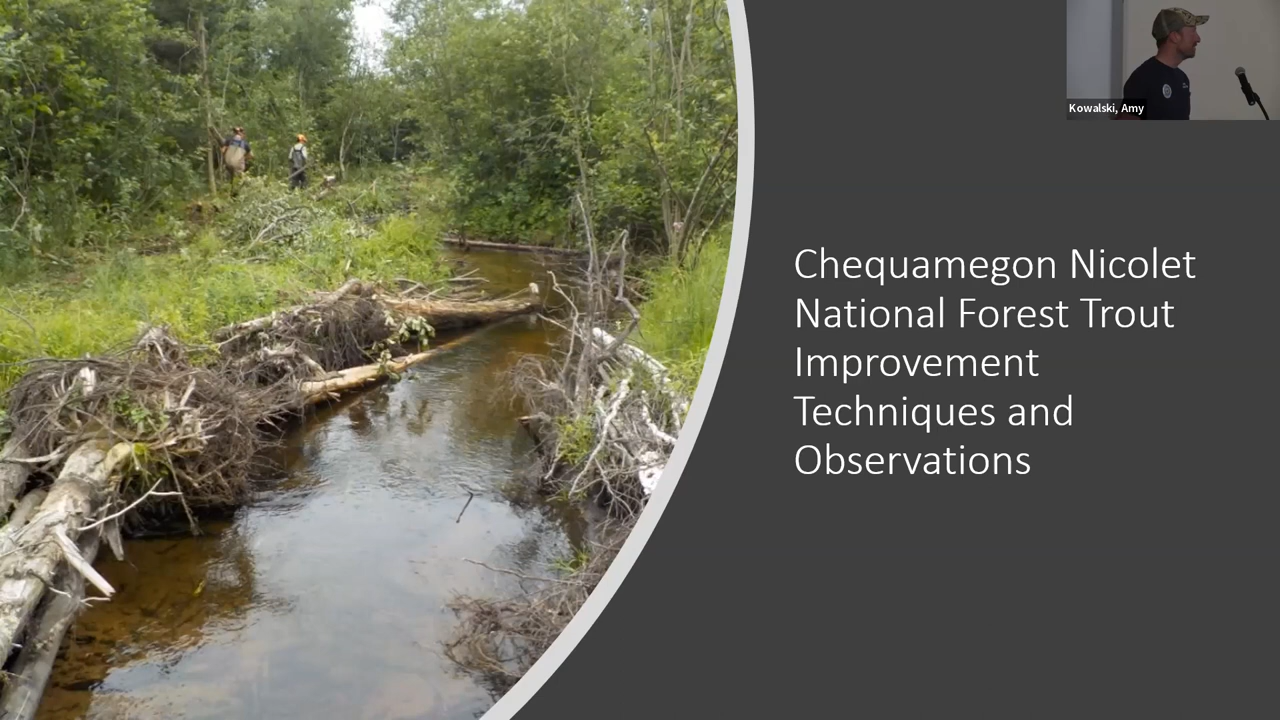 Kowalski, Amy
Chequamegon Nicolet
National Forest Trout
Improvement
Techniques and
Observations